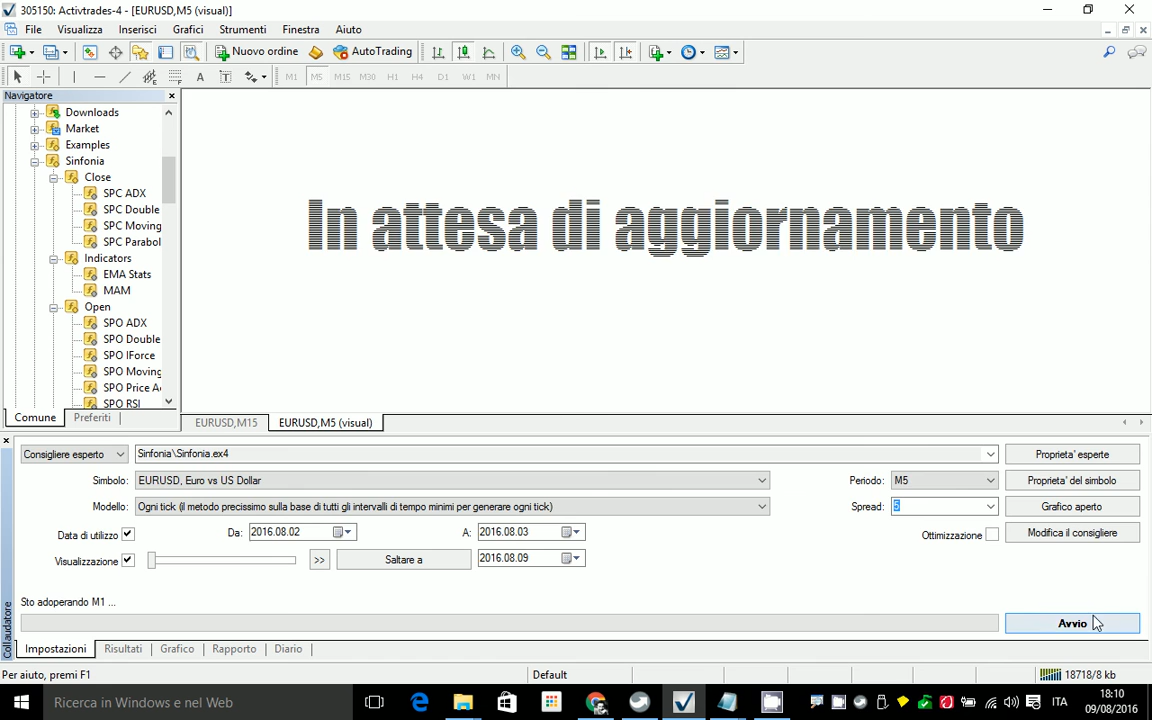 305150: Activtrades-4 - [EURUSD,M5 (visual)]
File Visualizza Inserisci Grafici Strumenti Finestra Aiuto
Nuovo ordine AutoTrading
A T M1 M5 M15 M30 H1 H4 D1 W1 MN
Navigatore
Downloads
Market
Examples
Sinfonia
Close
SPC ADX
SPC Double
SPC Moving
SPC Parabol
Indicators
EMA Stats
MAM
Open
SPO ADX
SPO Double
SPO IForce
SPO Moving
SPO Price A
SPO RSI
Comune Preferiti
In attesa di aggiornamento
EURUSD,M15 EURUSD,M5 (visual)
Consigliere esperto Sinfonia\Sinfonia.ex4 Proprieta' esperte
Simbolo: EURUSD, Euro vs US Dollar Periodo: M5 Proprieta' del simbolo
Modello: Ogni tick (il metodo precissimo sulla base di tutti gli intervalli di tempo minimi per generare ogni tick) Spread: 5 Grafico aperto
Data di utilizzo Da: 2016.08.02 A: 2016.08.03 Ottimizzazione Modifica il consigliere
Visualizzazione >> Saltare a 2016.08.09
Sto adoperando M1 ...
Avvio
Collaudatore
Impostazioni Risultati Grafico Rapporto Diario
Per aiuto, premi F1 Default 18718/8 kb
Ricerca in Windows e nel Web ITA 18:10
09/08/2016